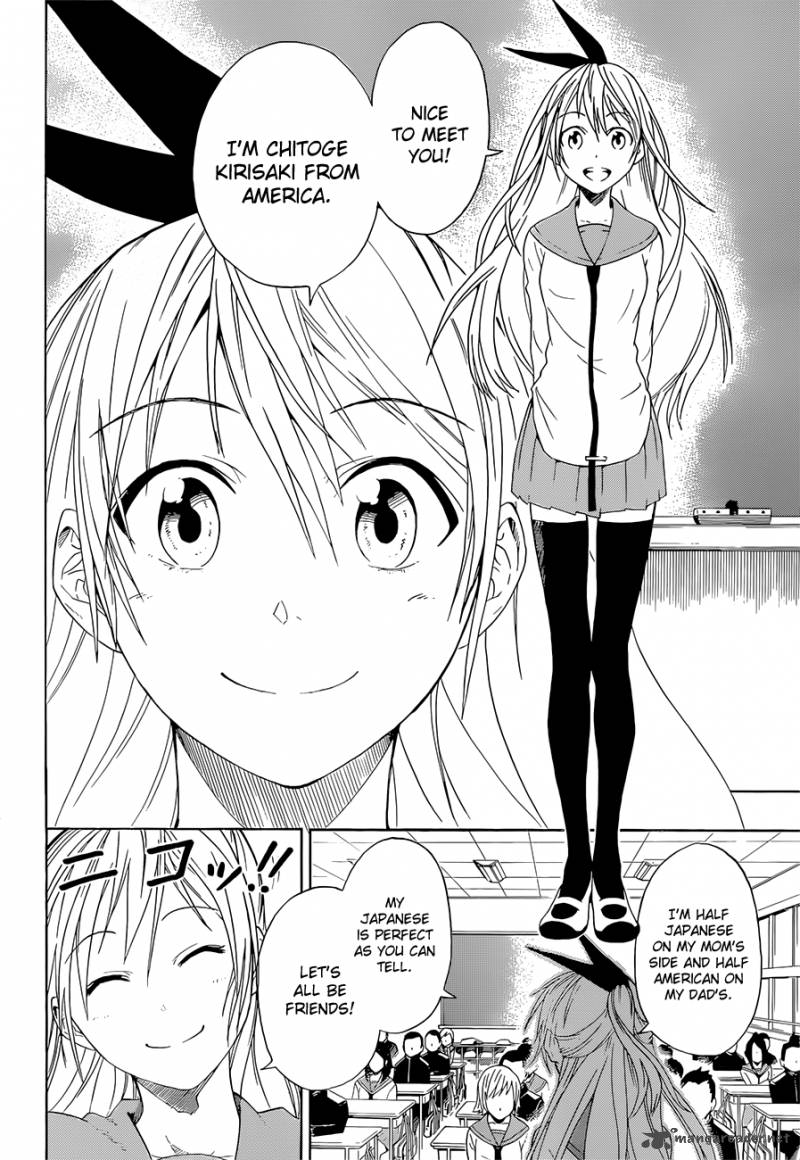 NICE
TO MEET
YOU!
I'M CHITOGE
KIRISAKI FROM
AMERICA.
I'M HALF
JAPANESE
ON MY MOM'S
SIDE AND HALF
AMERICAN ON
MY DAD'S.
MY
JAPANESE
IS PERFECT
AS YOU CAN
TELL.
LET'S
ALL BE
FRIENDS!
ニコッ!!
mangareader.net